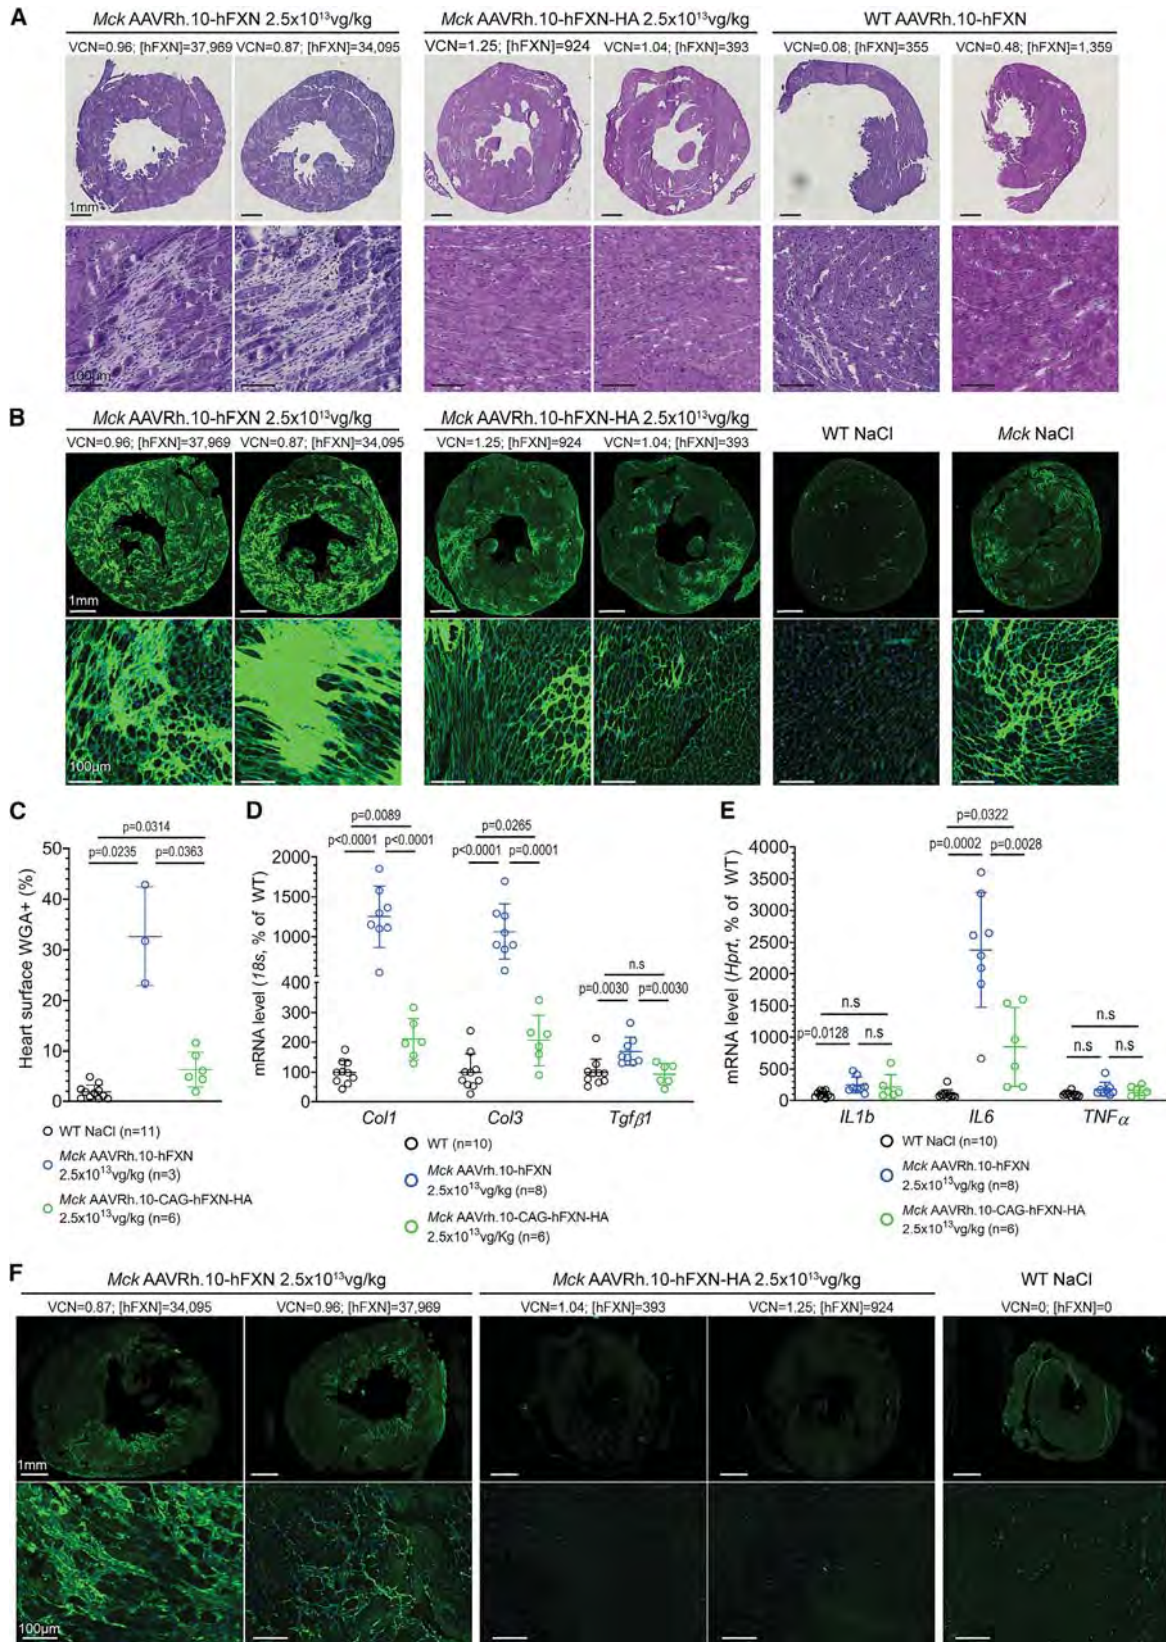 A
Mck AAVRh.10-hFXN 2.5x10¹³vg/kg
Mck AAVRh.10-hFXN-HA 2.5x10¹³vg/kg
WT AAVRh.10-hFXN
VCN=0.96; [hFXN]=37,969
VCN=0.87; [hFXN]=34,095
VCN=1.25; [hFXN]=924
VCN=1.04; [hFXN]=393
VCN=0.08; [hFXN]=355
VCN=0.48; [hFXN]=1,359
1mm
100µm
B
Mck AAVRh.10-hFXN 2.5x10¹³vg/kg
Mck AAVRh.10-hFXN-HA 2.5x10¹³vg/kg
VCN=0.96; [hFXN]=37,969
VCN=0.87; [hFXN]=34,095
VCN=1.25; [hFXN]=924
VCN=1.04; [hFXN]=393
WT NaCl
Mck NaCl
1mm
100µm
C
Heart surface WGA+ (%)
50
40
30
20
10
0
p=0.0314
p=0.0235
p=0.0363
WT NaCl (n=11)
Mck AAVRh.10-hFXN
2.5x10¹³vg/kg (n=3)
Mck AAVRh.10-CAG-hFXN-HA
2.5x10¹³vg/kg (n=6)
D
mRNA level (18s, % of WT)
2000
1500
1000
400
300
200
100
0
p=0.0089
p<0.0001
p<0.0001
p=0.0265
p<0.0001
p=0.0001
n.s
p=0.0030
p=0.0030
Col1
Col3
Tgfβ1
WT (n=10)
Mck AAVrh.10-hFXN
2.5x10¹³vg/kg (n=8)
Mck AAVrh.10-CAG-hFXN-HA
2.5x10¹³vg/Kg (n=6)
E
mRNA level (Hprt, % of WT)
4000
3500
3000
2500
2000
1500
1000
500
0
n.s
p=0.0128
n.s
p=0.0322
p=0.0002
p=0.0028
n.s
n.s
n.s
IL1b
IL6
TNFα
WT NaCl (n=10)
Mck AAVRh.10-hFXN
2.5x10¹³vg/kg (n=8)
Mck AAVRh.10-CAG-hFXN-HA
2.5x10¹³vg/kg (n=6)
F
Mck AAVRh.10-hFXN 2.5x10¹³vg/kg
Mck AAVRh.10-hFXN-HA 2.5x10¹³vg/kg
WT NaCl
VCN=0.87; [hFXN]=34,095
VCN=0.96; [hFXN]=37,969
VCN=1.04; [hFXN]=393
VCN=1.25; [hFXN]=924
VCN=0; [hFXN]=0
1mm
100µm